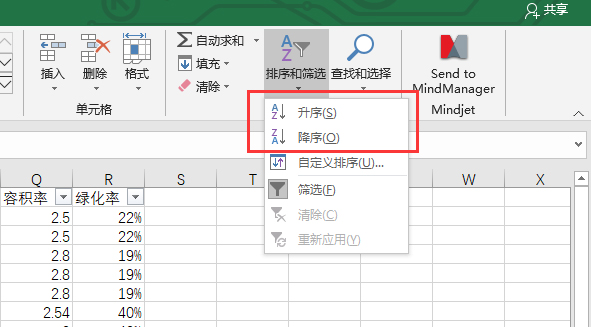 共享
插入 删除 格式
单元格
自动求和
填充
清除
排序和筛选 查找和选择
Send to
MindManager
Mindjet
升序(S)
降序(O)
自定义排序(U)...
筛选(F)
清除(C)
重新应用(Y)
Q R S T W X
容积率 绿化率
2.5 22%
2.5 22%
2.8 19%
2.8 19%
2.8 19%
2.54 40%